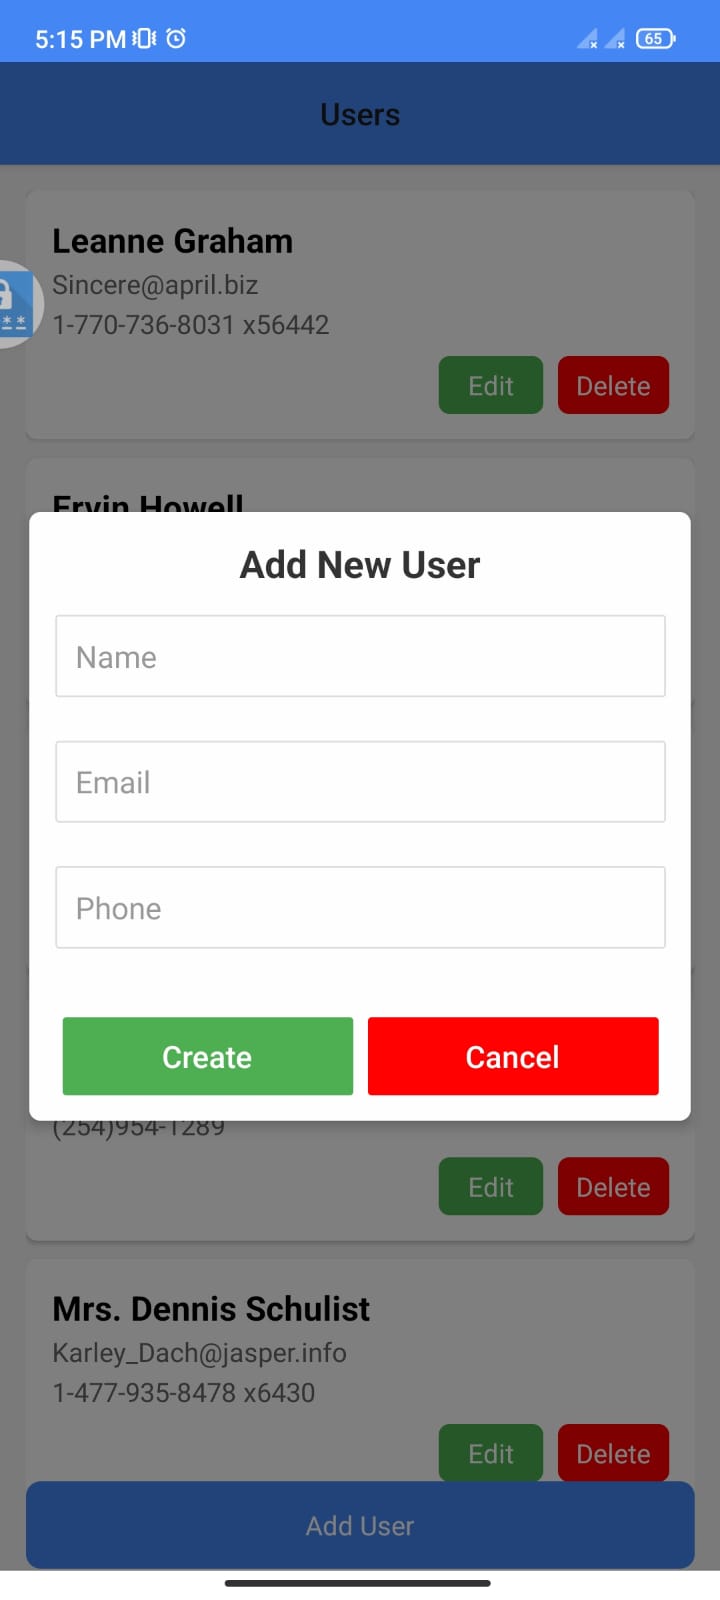 5:15 PM
65
Users
Leanne Graham
Sincere@april.biz
1-770-736-8031 x56442
Edit
Delete
Ervin Howell
Add New User
Name
Email
Phone
Create
Cancel
(254)954-1289
Edit
Delete
Mrs. Dennis Schulist
Karley_Dach@jasper.info
1-477-935-8478 x6430
Edit
Delete
Add User